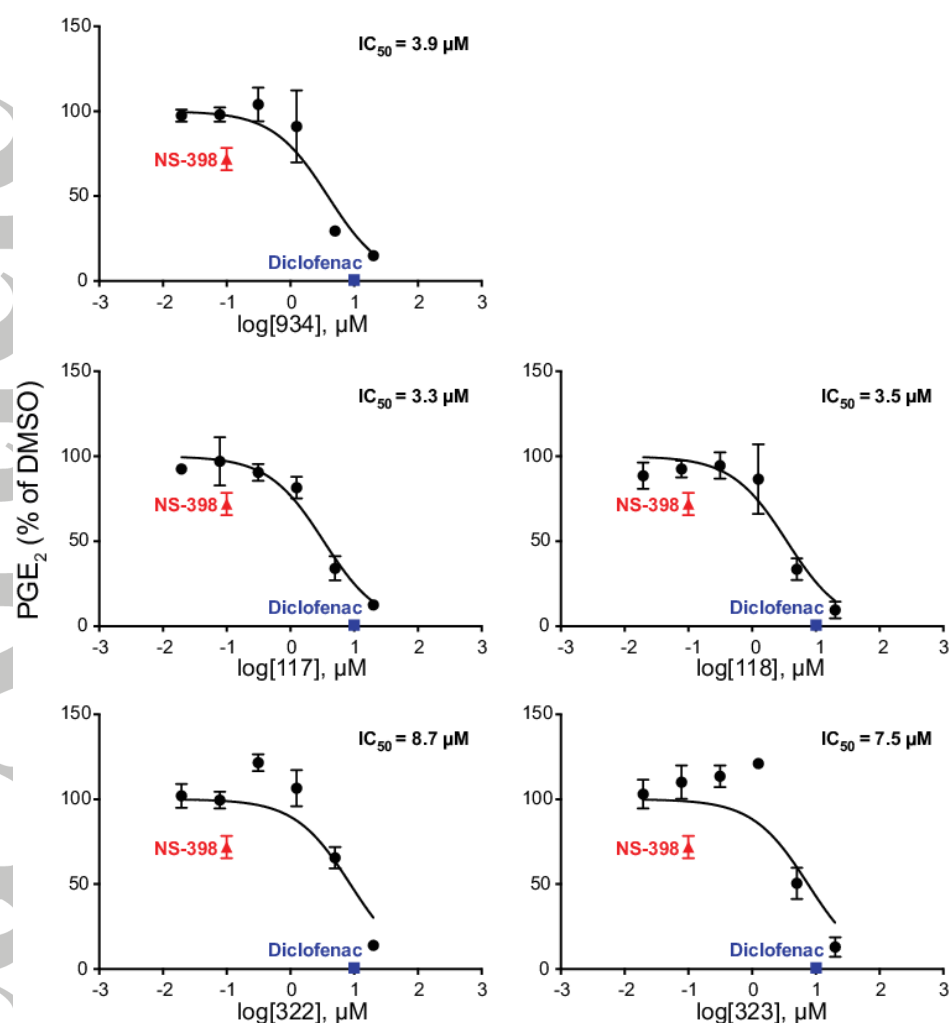 PGE2 (% of DMSO)
150
100
50
0
-3 -2 -1 0 1 2 3
IC50 = 3.9 µM
NS-398
Diclofenac
log[934], µM
150
100
50
0
-3 -2 -1 0 1 2 3
IC50 = 3.3 µM
NS-398
Diclofenac
log[117], µM
150
100
50
0
-3 -2 -1 0 1 2 3
IC50 = 3.5 µM
NS-398
Diclofenac
log[118], µM
150
100
50
0
-3 -2 -1 0 1 2 3
IC50 = 8.7 µM
NS-398
Diclofenac
log[322], µM
150
100
50
0
-3 -2 -1 0 1 2 3
IC50 = 7.5 µM
NS-398
Diclofenac
log[323], µM